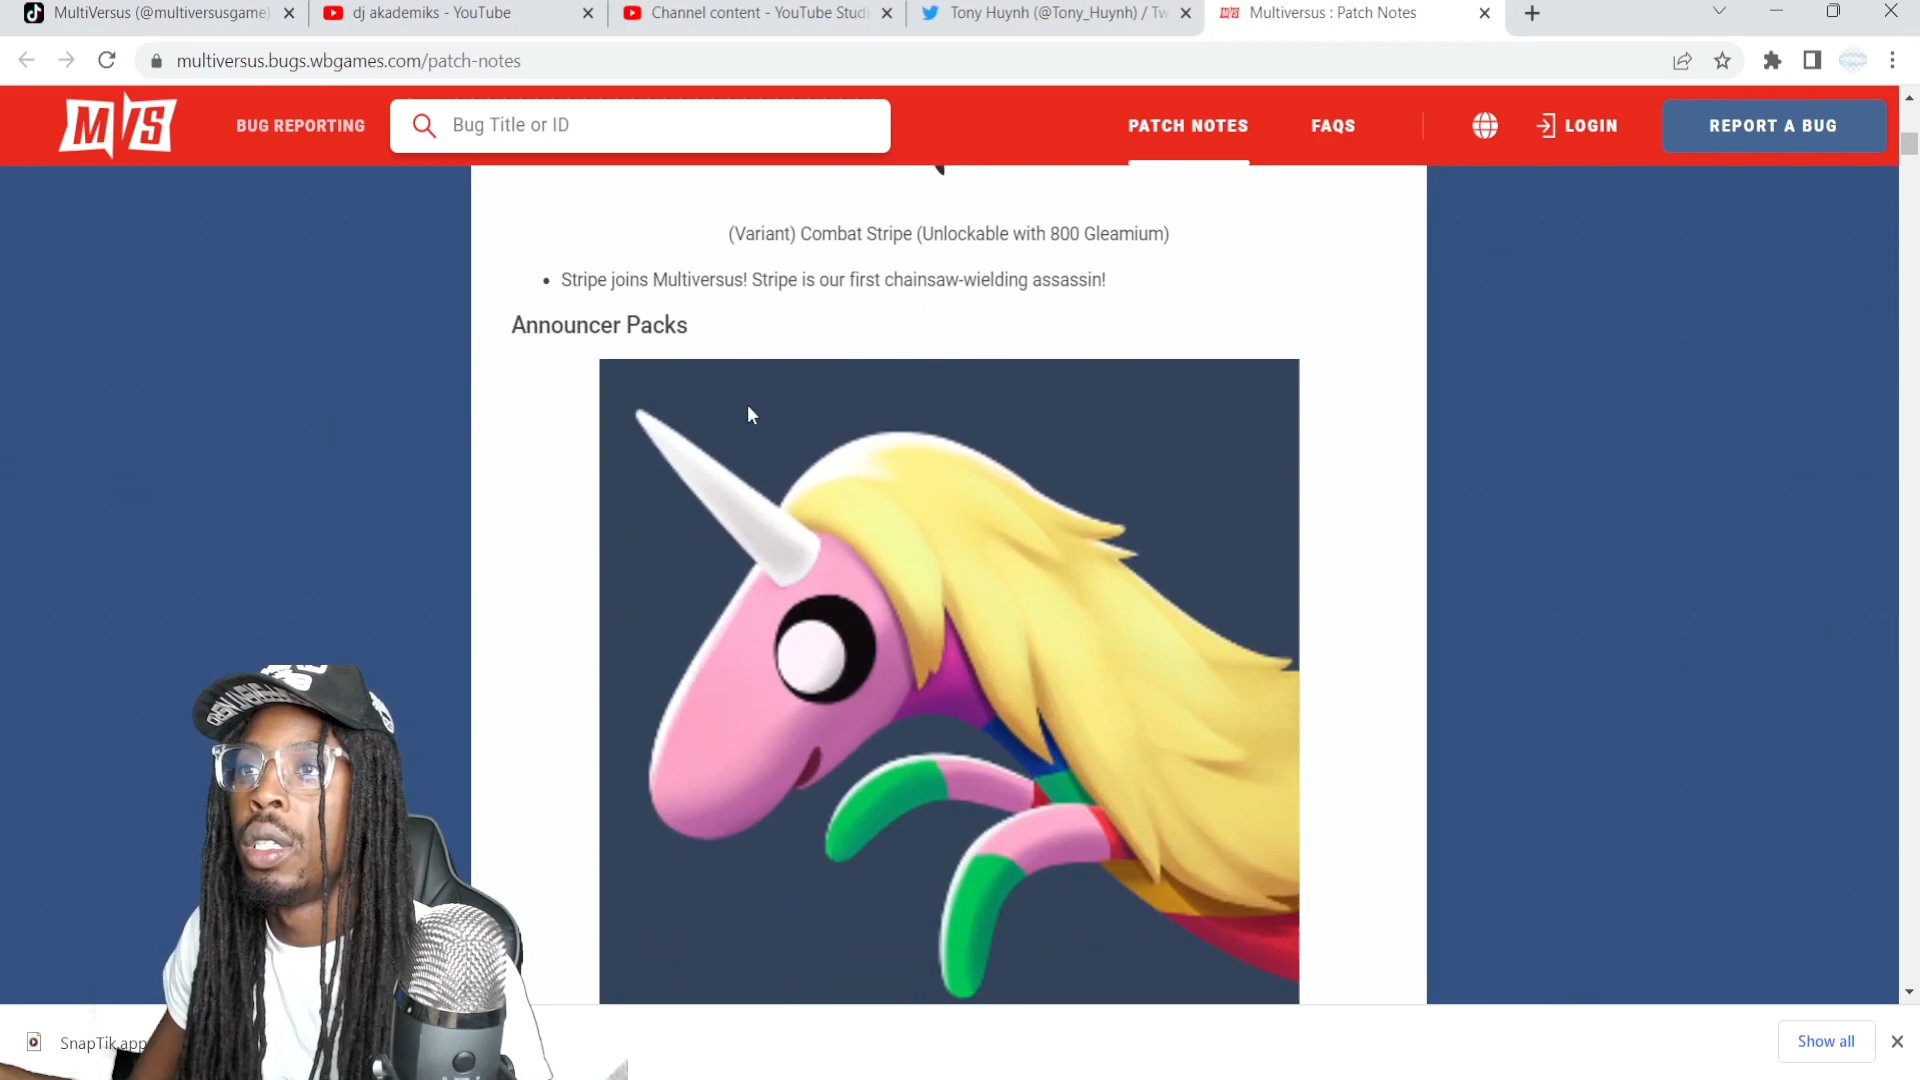 MultiVersus (@multiversusgame)
dj akademiks - YouTube
Channel content - YouTube Studi
Tony Huynh (@Tony_Huynh) / Tw
Multiversus : Patch Notes
multiversus.bugs.wbgames.com/patch-notes
MVS
BUG REPORTING
Bug Title or ID
PATCH NOTES
FAQS
LOGIN
REPORT A BUG
(Variant) Combat Stripe (Unlockable with 800 Gleamium)
• Stripe joins Multiversus! Stripe is our first chainsaw-wielding assassin!
Announcer Packs
SnapTik.app
Show all